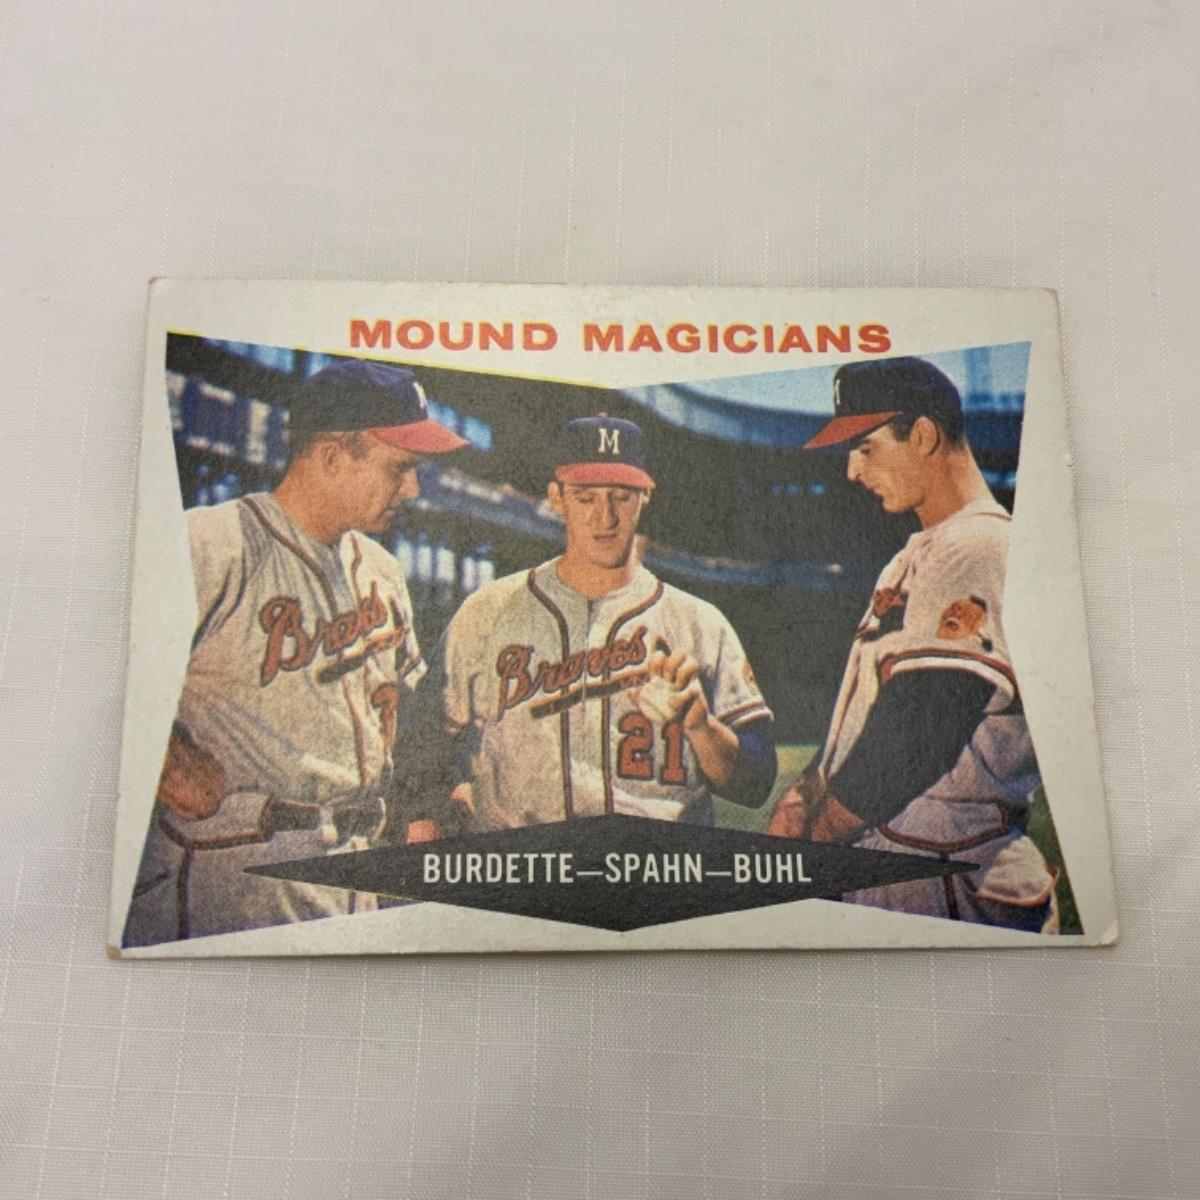 MOUND MAGICIANS
M
M
M
Braves
Braves
21
BURDETTE—SPAHN—BUHL